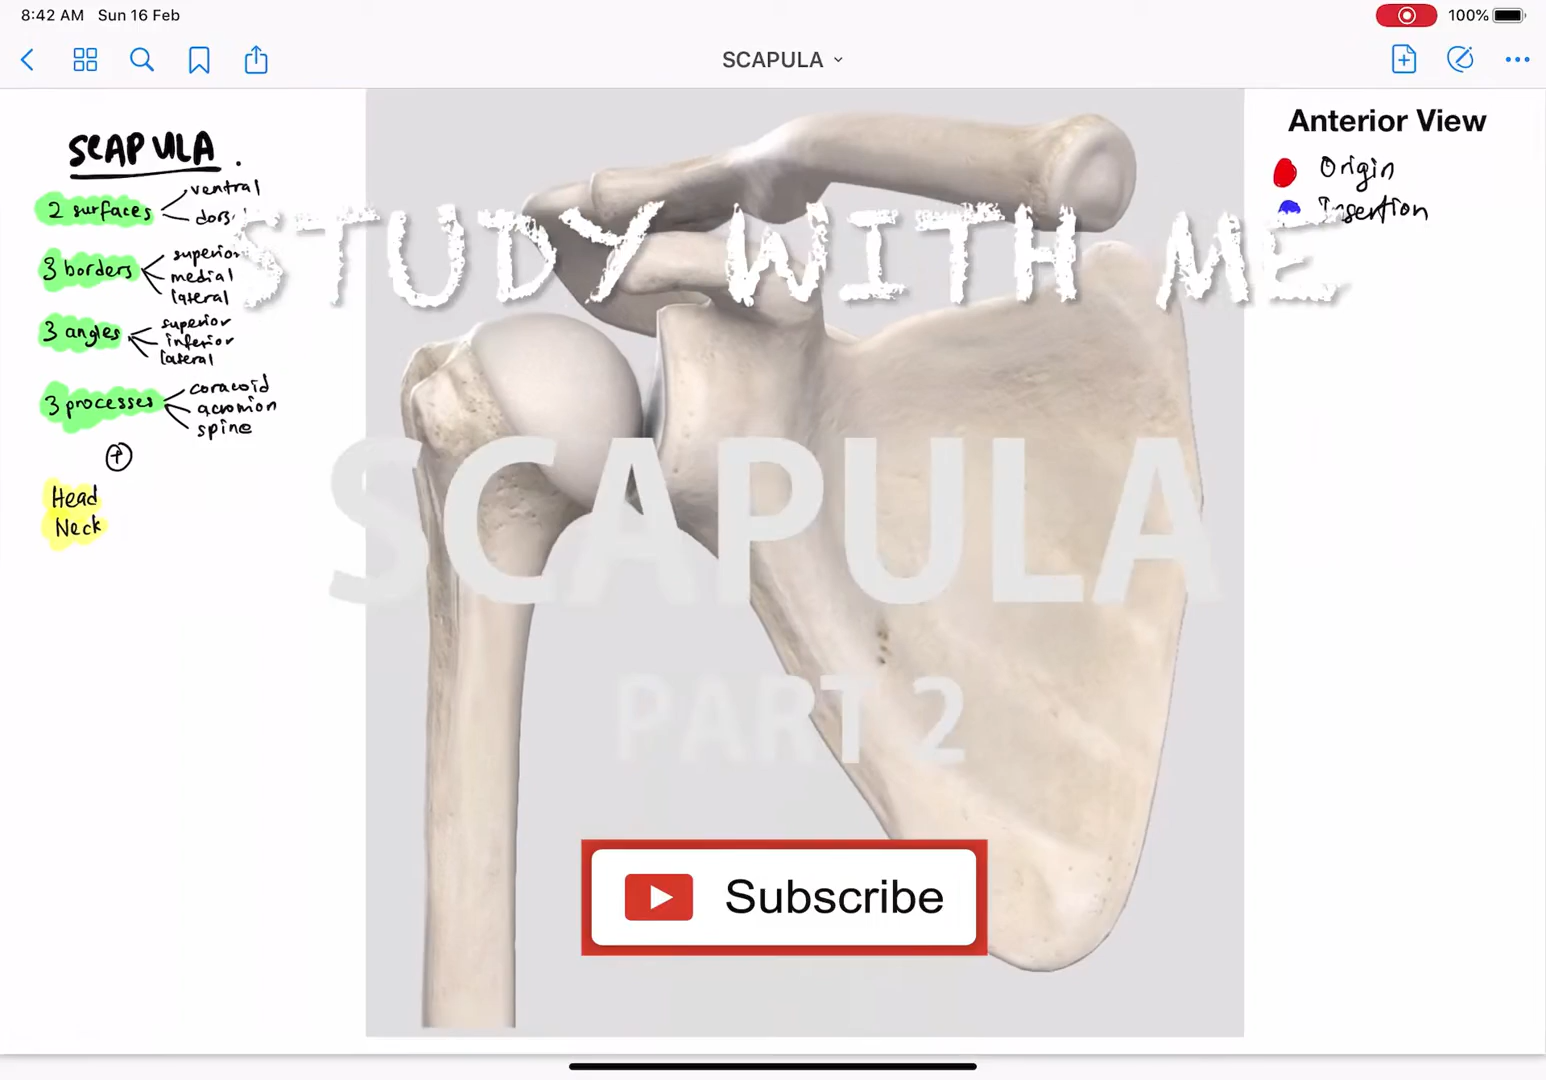 8:42 AM Sun 16 Feb
100%
SCAPULA
SCAPULA.
2 surfaces
ventral
3 borders
superior
medial
lateral
3 angles
superior
inferior
lateral
3 processes
coracoid
acromion
spine
+
Head
Neck
Anterior View
Origin
Insertion
STUDY WITH ME
SCAPULA
PART 2
Subscribe